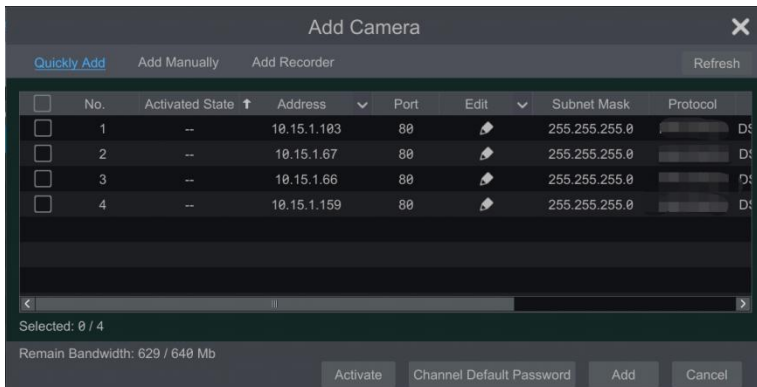 Add Camera
Quickly Add Add Manually Add Recorder Refresh
No. Activated State Address Port Edit Subnet Mask Protocol
1 -- 10.15.1.103 80 255.255.255.0
2 -- 10.15.1.67 80 255.255.255.0
3 -- 10.15.1.66 80 255.255.255.0
4 -- 10.15.1.159 80 255.255.255.0
Selected: 0 / 4
Remain Bandwidth: 629 / 640 Mb
Activate Channel Default Password Add Cancel